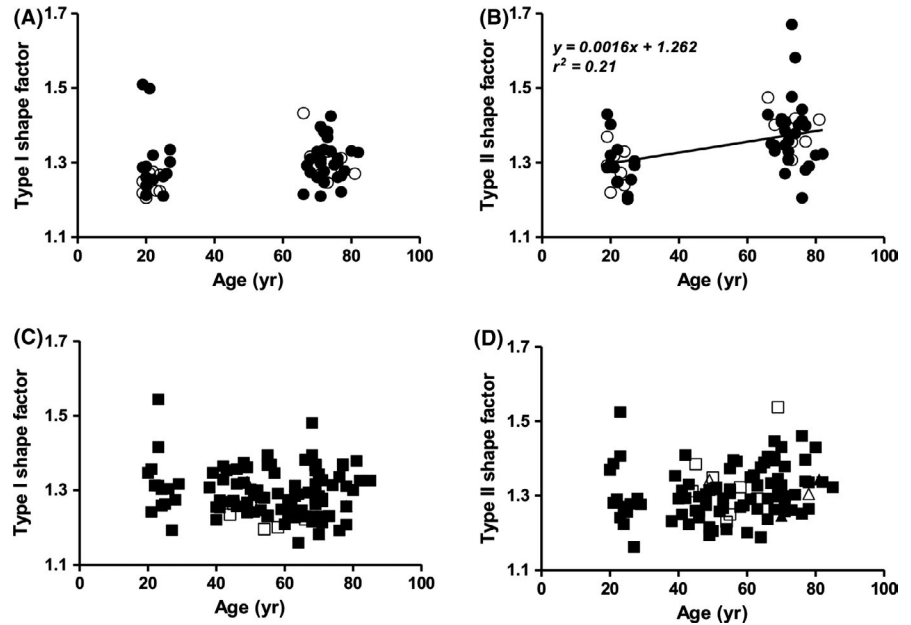 (A)
Type I shape factor
1.7
1.5
1.3
1.1
0 20 40 60 80 100
Age (yr)
(B)
y = 0.0016x + 1.262
r² = 0.21
Type II shape factor
1.7
1.5
1.3
1.1
0 20 40 60 80 100
Age (yr)
(C)
Type I shape factor
1.7
1.5
1.3
1.1
0 20 40 60 80 100
Age (yr)
(D)
Type II shape factor
1.7
1.5
1.3
1.1
0 20 40 60 80 100
Age (yr)